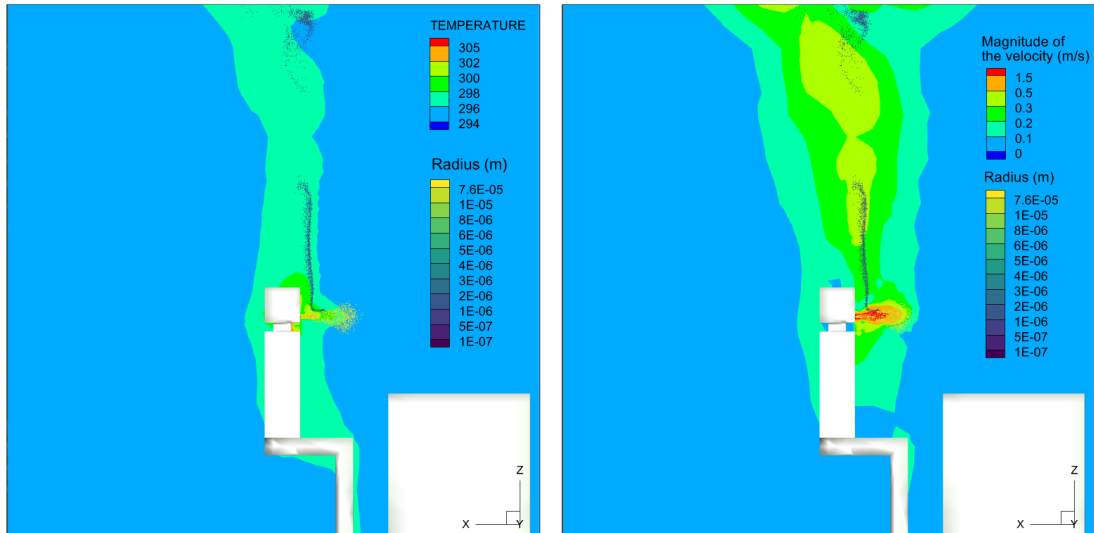 TEMPERATURE
305
302
300
298
296
294
Radius (m)
7.6E-05
1E-05
8E-06
6E-06
5E-06
4E-06
3E-06
2E-06
1E-06
5E-07
1E-07
Z
X
Y
Magnitude of
the velocity (m/s)
1.5
0.5
0.3
0.2
0.1
0
Radius (m)
7.6E-05
1E-05
8E-06
6E-06
5E-06
4E-06
3E-06
2E-06
1E-06
5E-07
1E-07
Z
X
Y